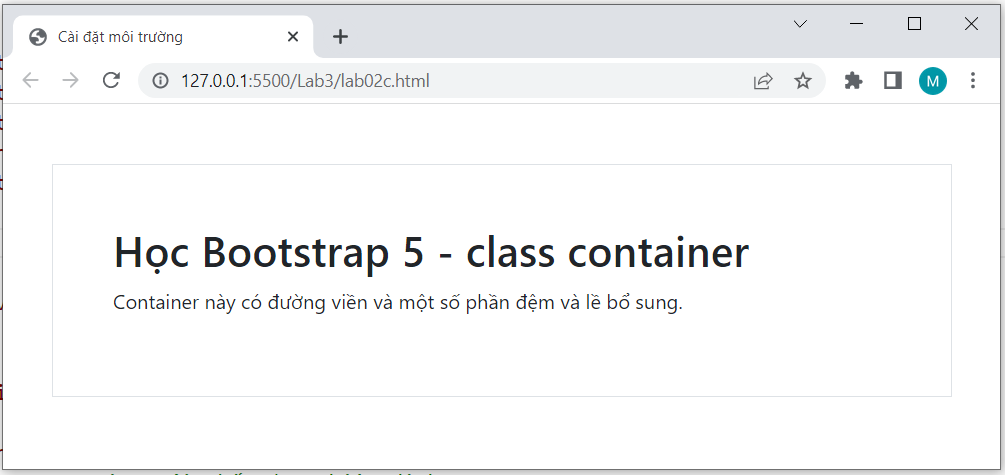 Cài đặt môi trường
127.0.0.1:5500/Lab3/lab02c.html
M
Học Bootstrap 5 - class container
Container này có đường viền và một số phần đệm và lề bổ sung.